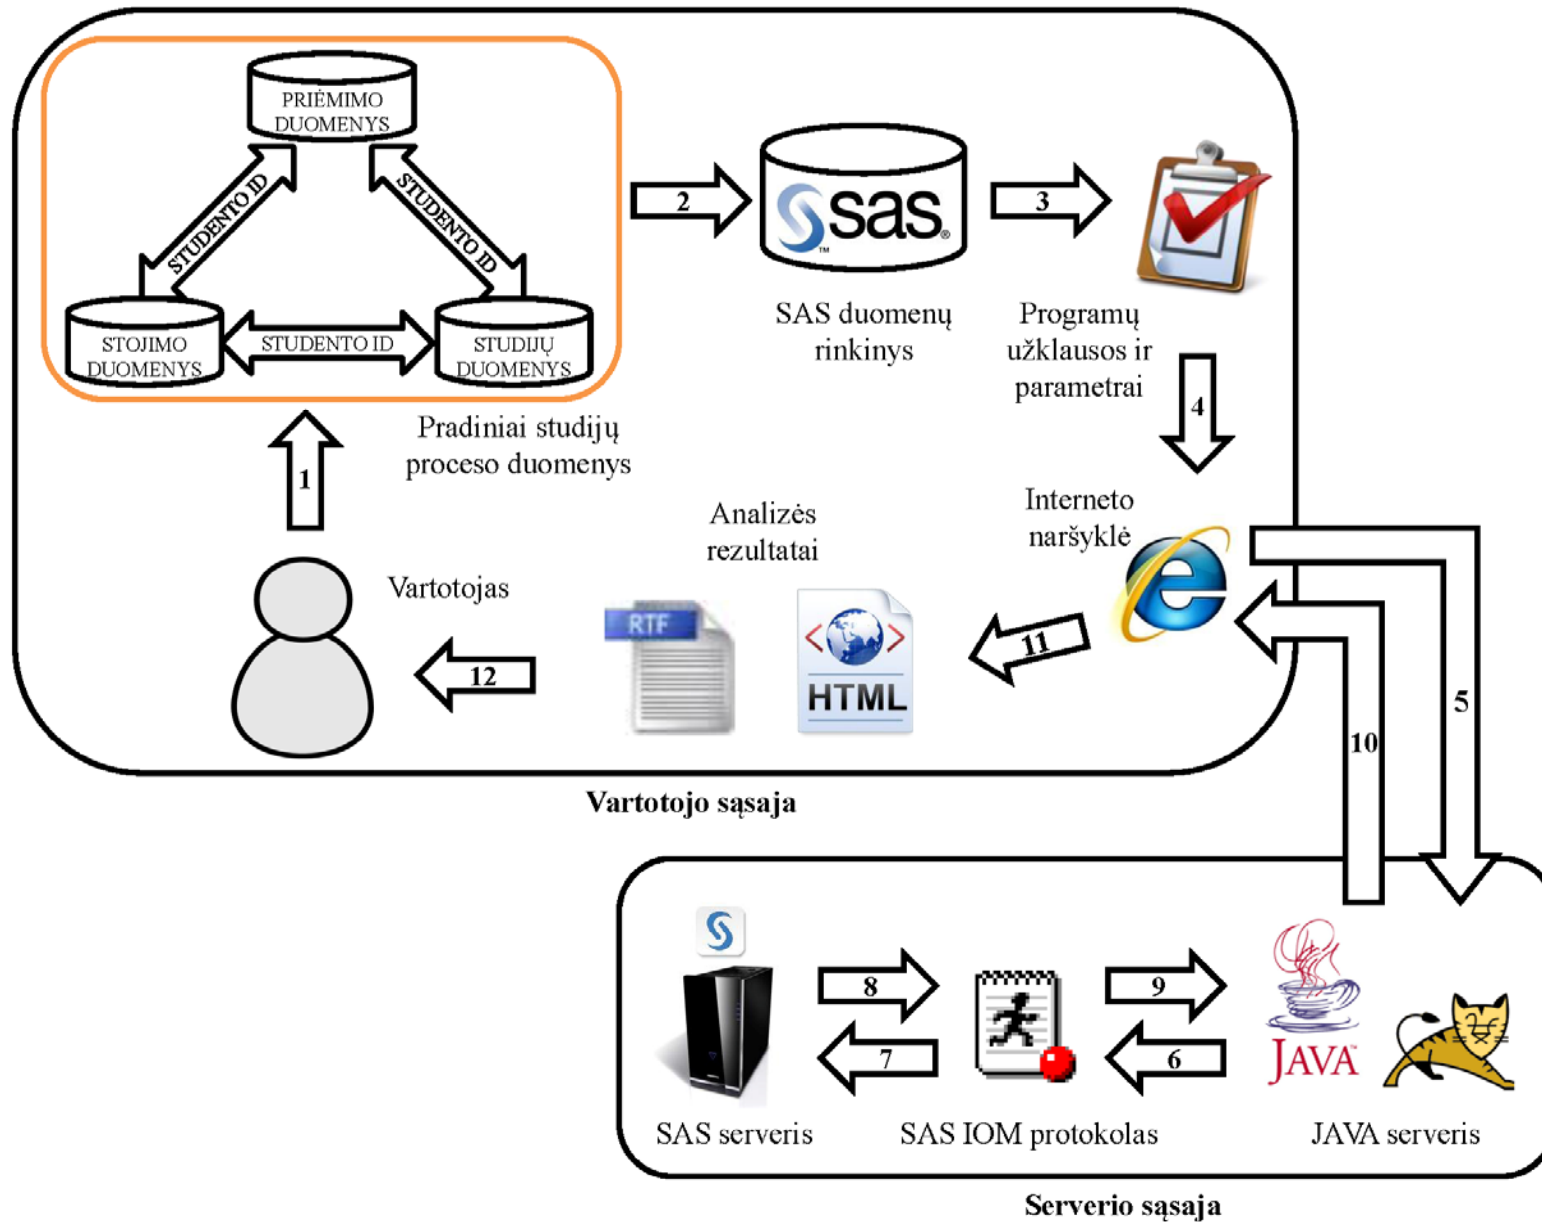 PRIĖMIMO
DUOMENYS
STUDENTO ID
STUDENTO ID
STOJIMO
DUOMENYS
STUDENTO ID
STUDIJŲ
DUOMENYS
2
sas®
™
3
SAS duomenų
rinkinys
Programų
užklausos ir
parametrai
4
1
Pradiniai studijų
proceso duomenys
Interneto
naršyklė
Analizės
rezultatai
Vartotojas
RTF
HTML
11
12
5
10
Vartotojo sąsaja
8
9
7
6
JAVA™
SAS serveris
SAS IOM protokolas
JAVA serveris
Serverio sąsaja